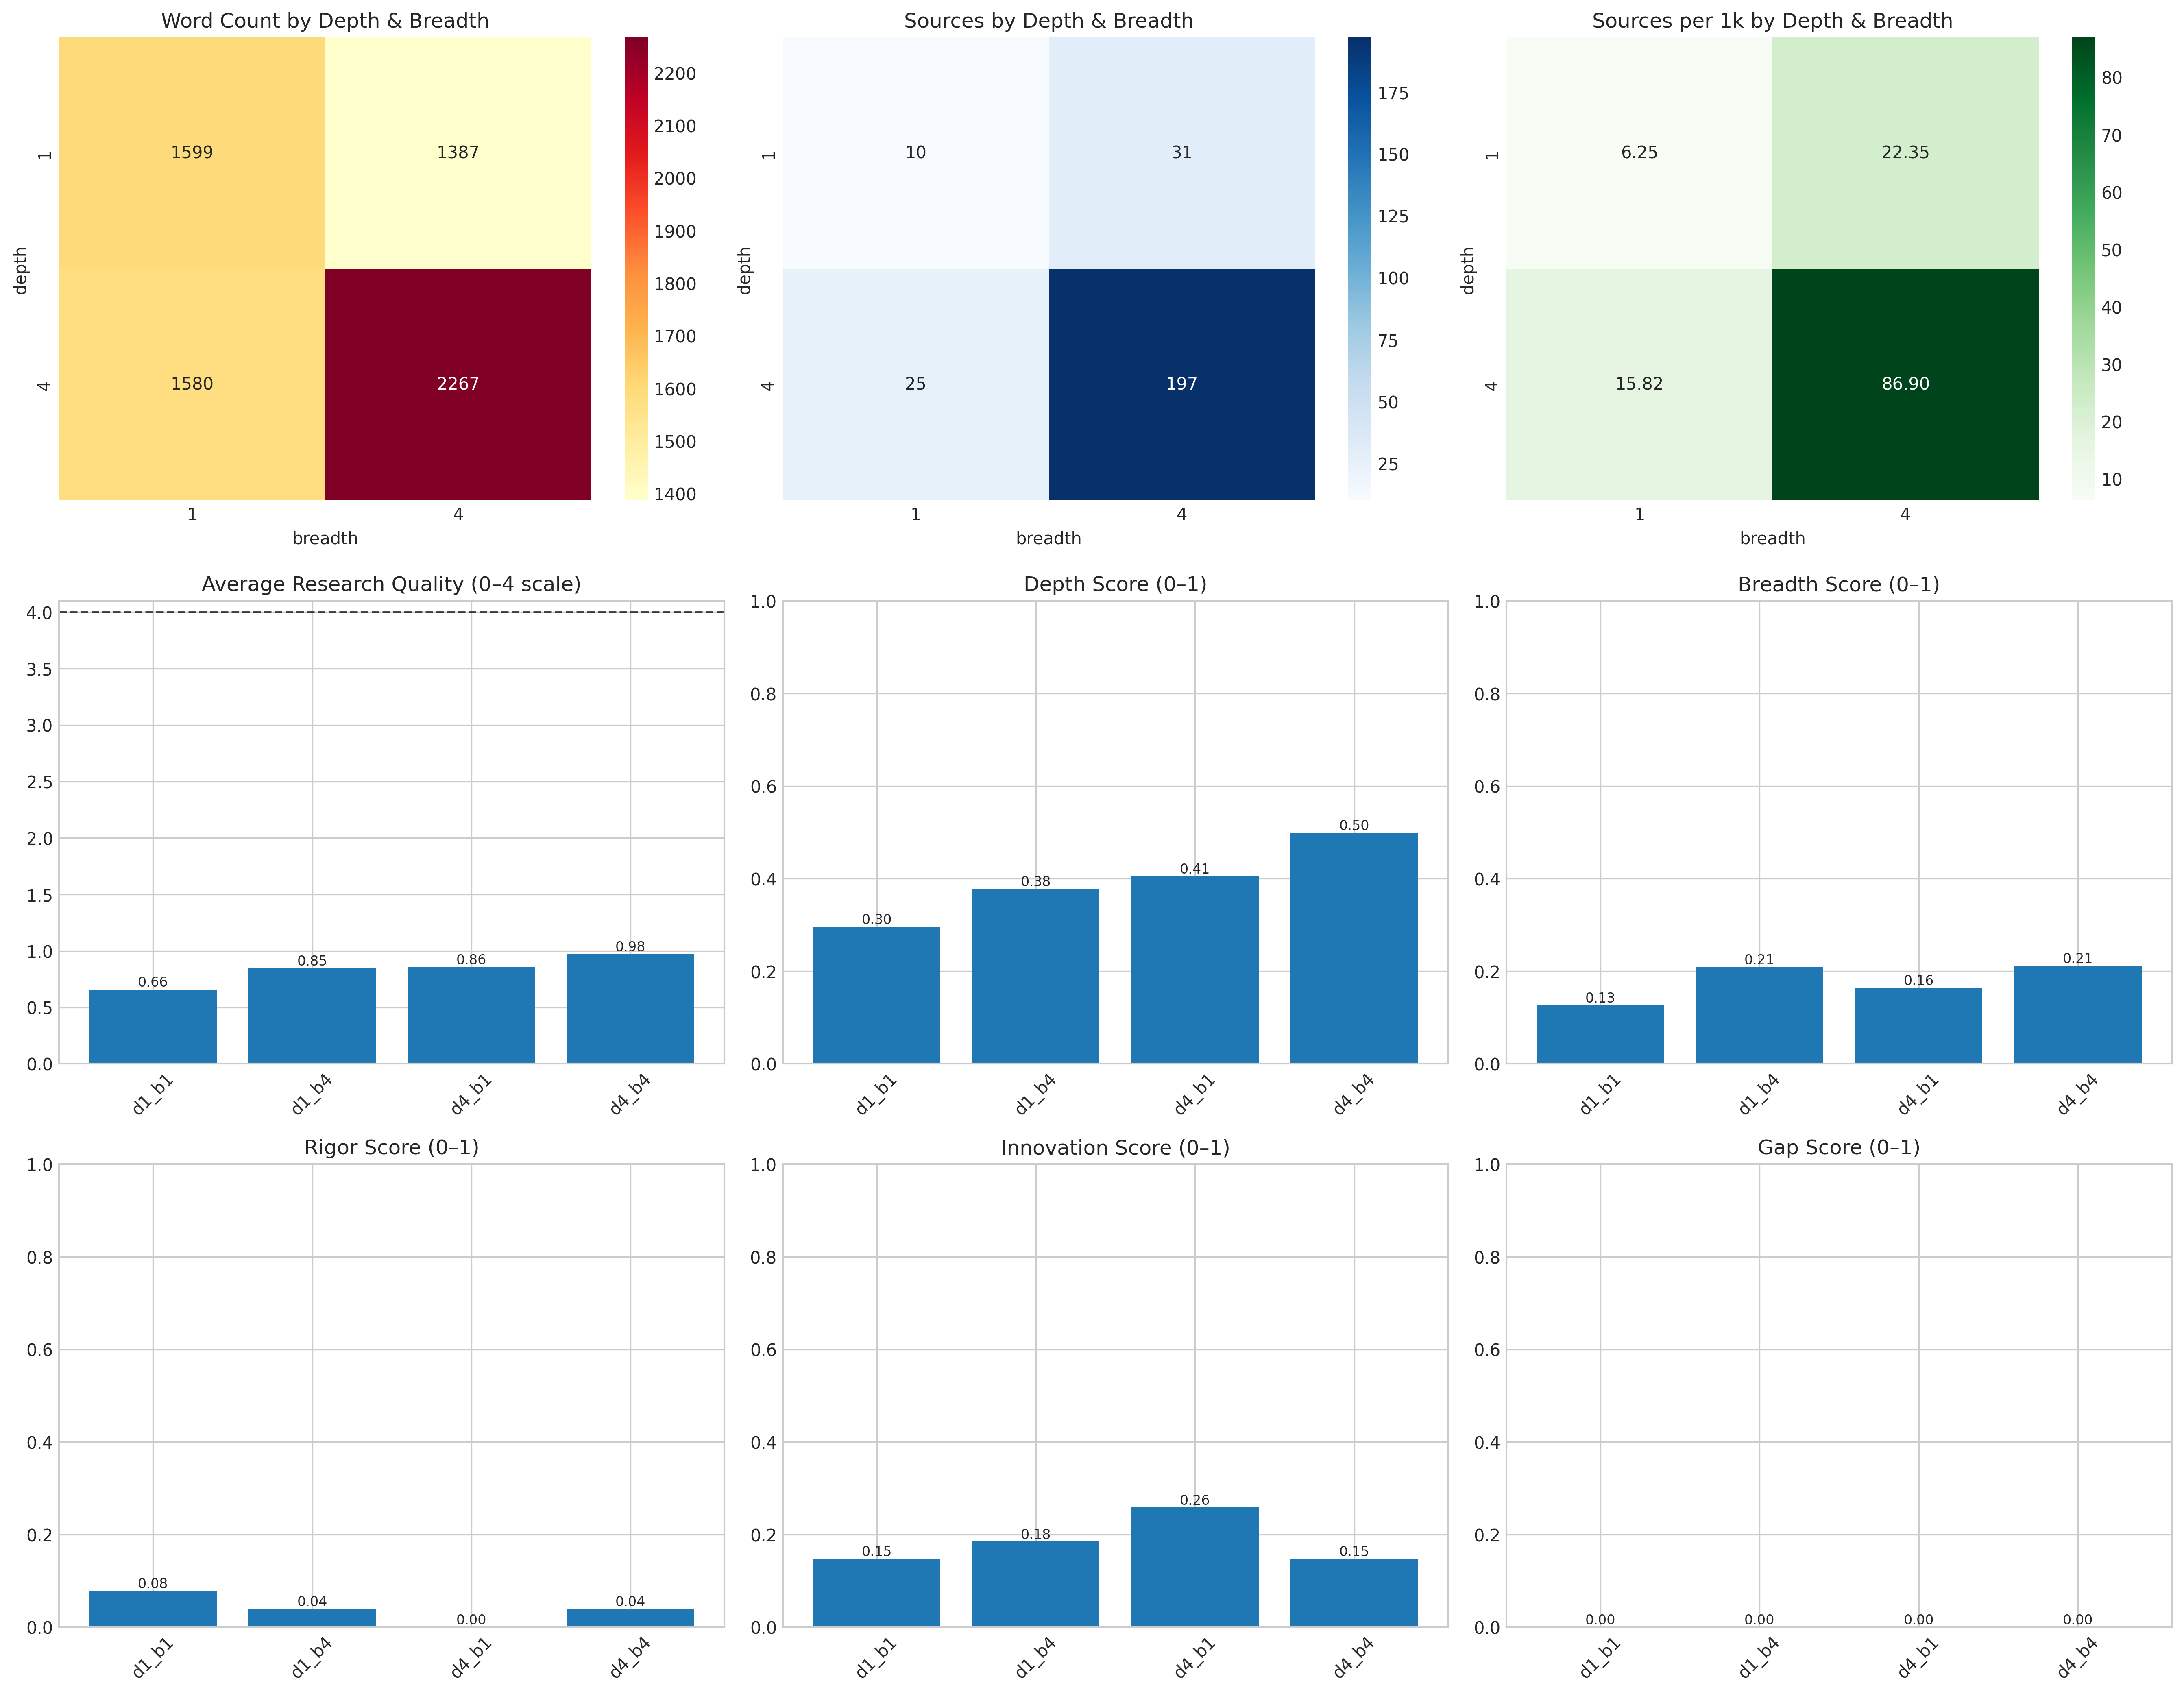 Word Count by Depth & Breadth
1599
1387
1580
2267
1
4
depth
1
4
breadth
2200
2100
2000
1900
1800
1700
1600
1500
1400
Sources by Depth & Breadth
10
31
25
197
1
4
depth
1
4
breadth
175
150
125
100
75
50
25
Sources per 1k by Depth & Breadth
6.25
22.35
15.82
86.90
1
4
depth
1
4
breadth
80
70
60
50
40
30
20
10
Average Research Quality (0–4 scale)
4.0
3.5
3.0
2.5
2.0
1.5
1.0
0.5
0.0
0.66
0.85
0.86
0.98
d1_b1
d1_b4
d4_b1
d4_b4
Depth Score (0–1)
1.0
0.8
0.6
0.4
0.2
0.0
0.30
0.38
0.41
0.50
d1_b1
d1_b4
d4_b1
d4_b4
Breadth Score (0–1)
1.0
0.8
0.6
0.4
0.2
0.0
0.13
0.21
0.16
0.21
d1_b1
d1_b4
d4_b1
d4_b4
Rigor Score (0–1)
1.0
0.8
0.6
0.4
0.2
0.0
0.08
0.04
0.00
0.04
d1_b1
d1_b4
d4_b1
d4_b4
Innovation Score (0–1)
1.0
0.8
0.6
0.4
0.2
0.0
0.15
0.18
0.26
0.15
d1_b1
d1_b4
d4_b1
d4_b4
Gap Score (0–1)
1.0
0.8
0.6
0.4
0.2
0.0
0.00
0.00
0.00
0.00
d1_b1
d1_b4
d4_b1
d4_b4